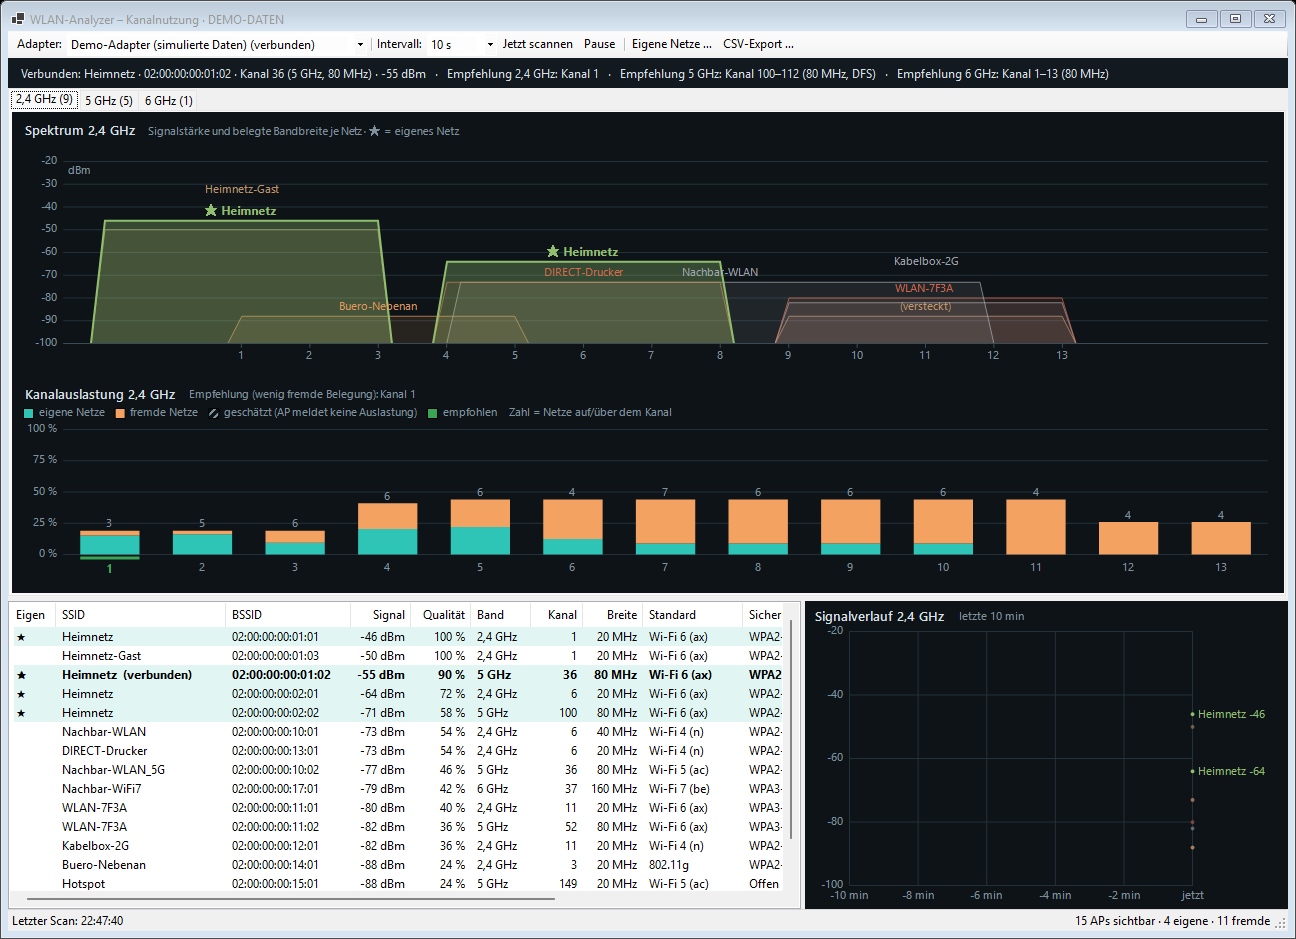 WLAN-Analyzer – Kanalnutzung · DEMO-DATEN
Adapter: Demo-Adapter (simulierte Daten) (verbunden) Intervall: 10 s Jetzt scannen Pause Eigene Netze ... CSV-Export ...
Verbunden: Heimnetz · 02:00:00:00:01:02 · Kanal 36 (5 GHz, 80 MHz) · -55 dBm · Empfehlung 2,4 GHz: Kanal 1 · Empfehlung 5 GHz: Kanal 100–112 (80 MHz, DFS) · Empfehlung 6 GHz: Kanal 1–13 (80 MHz)
2,4 GHz (9) 5 GHz (5) 6 GHz (1)
Spektrum 2,4 GHz Signalstärke und belegte Bandbreite je Netz · ★ = eigenes Netz
-20
dBm
-30
Heimnetz-Gast
-40
★ Heimnetz
-50
-60
★ Heimnetz
Kabelbox-2G
-70
DIRECT-Drucker
Nachbar-WLAN
-80
WLAN-7F3A
-90
Buero-Nebenan
(versteckt)
-100
1 2 3 4 5 6 7 8 9 10 11 12 13
Kanalauslastung 2,4 GHz Empfehlung (wenig fremde Belegung): Kanal 1
eigene Netze fremde Netze geschätzt (AP meldet keine Auslastung) empfohlen Zahl = Netze auf/über dem Kanal
100 %
75 %
50 %
25 %
0 %
3 5 6 6 6 4 7 6 6 6 4 4 4
1 2 3 4 5 6 7 8 9 10 11 12 13
Eigen SSID BSSID Signal Qualität Band Kanal Breite Standard Sicher
★ Heimnetz 02:00:00:00:01:01 -46 dBm 100 % 2,4 GHz 1 20 MHz Wi-Fi 6 (ax) WPA2-
Heimnetz-Gast 02:00:00:00:01:03 -50 dBm 100 % 2,4 GHz 1 20 MHz Wi-Fi 6 (ax) WPA2-
★ Heimnetz (verbunden) 02:00:00:00:01:02 -55 dBm 90 % 5 GHz 36 80 MHz Wi-Fi 6 (ax) WPA2
★ Heimnetz 02:00:00:00:02:01 -64 dBm 72 % 2,4 GHz 6 20 MHz Wi-Fi 6 (ax) WPA2-
★ Heimnetz 02:00:00:00:02:02 -71 dBm 58 % 5 GHz 100 80 MHz Wi-Fi 6 (ax) WPA2-
Nachbar-WLAN 02:00:00:00:10:01 -73 dBm 54 % 2,4 GHz 6 40 MHz Wi-Fi 4 (n) WPA2-
DIRECT-Drucker 02:00:00:00:13:01 -73 dBm 54 % 2,4 GHz 6 20 MHz Wi-Fi 4 (n) WPA2-
Nachbar-WLAN_5G 02:00:00:00:10:02 -77 dBm 46 % 5 GHz 36 80 MHz Wi-Fi 5 (ac) WPA2-
Nachbar-WiFi7 02:00:00:00:17:01 -79 dBm 42 % 6 GHz 37 160 MHz Wi-Fi 7 (be) WPA3-
WLAN-7F3A 02:00:00:00:11:01 -80 dBm 40 % 2,4 GHz 11 20 MHz Wi-Fi 6 (ax) WPA2-
WLAN-7F3A 02:00:00:00:11:02 -82 dBm 36 % 5 GHz 52 80 MHz Wi-Fi 6 (ax) WPA3-
Kabelbox-2G 02:00:00:00:12:01 -82 dBm 36 % 2,4 GHz 11 20 MHz Wi-Fi 4 (n) WPA2-
Buero-Nebenan 02:00:00:00:14:01 -88 dBm 24 % 2,4 GHz 3 20 MHz 802.11g WPA2-
Hotspot 02:00:00:00:15:01 -88 dBm 24 % 5 GHz 149 20 MHz Wi-Fi 5 (ac) Offen
Signalverlauf 2,4 GHz letzte 10 min
-20
-40
Heimnetz -46
-60
Heimnetz -64
-80
-100
-10 min -8 min -6 min -4 min -2 min jetzt
Letzter Scan: 22:47:40 15 APs sichtbar · 4 eigene · 11 fremde